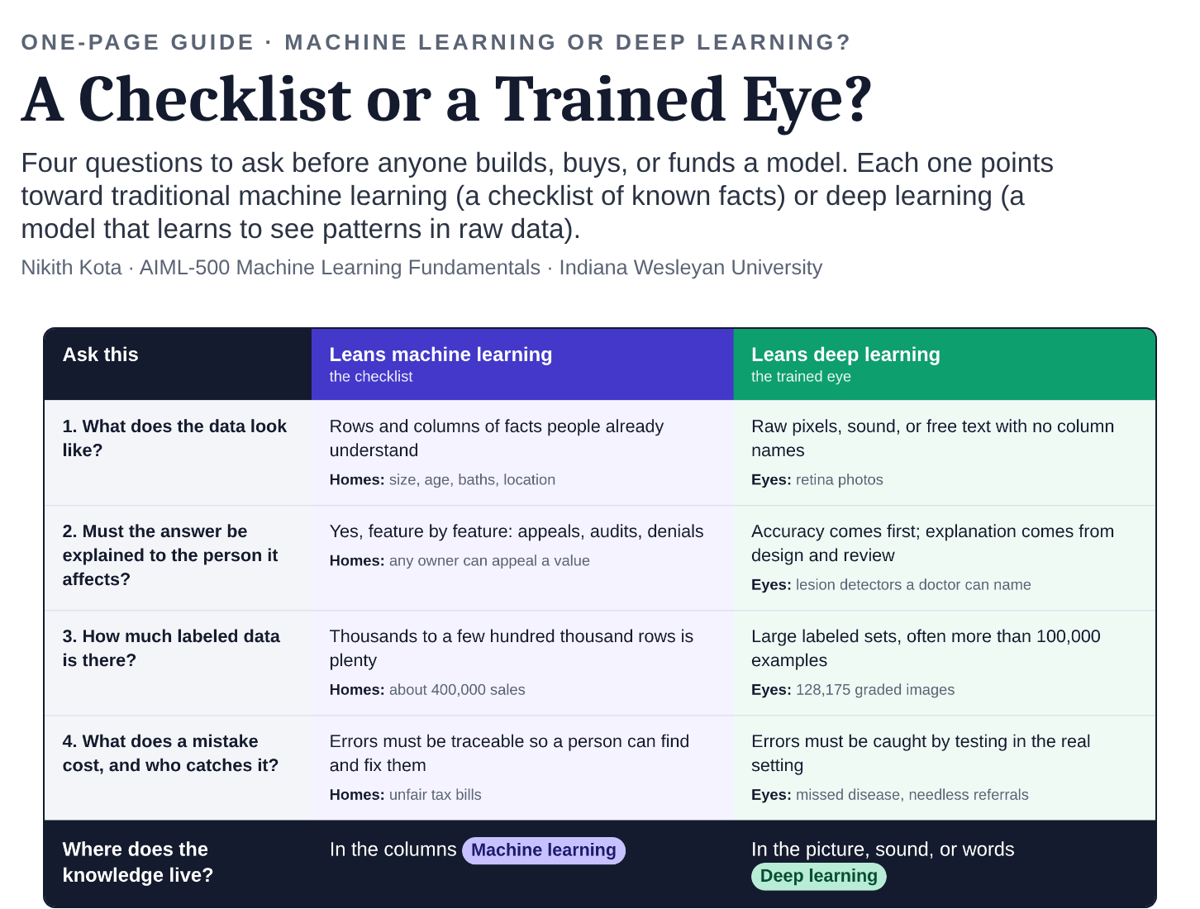 ONE-PAGE GUIDE · MACHINE LEARNING OR DEEP LEARNING?
A Checklist or a Trained Eye?
Four questions to ask before anyone builds, buys, or funds a model. Each one points
toward traditional machine learning (a checklist of known facts) or deep learning (a
model that learns to see patterns in raw data).
Nikith Kota · AIML-500 Machine Learning Fundamentals · Indiana Wesleyan University
Ask this
Leans machine learning
the checklist
Leans deep learning
the trained eye
1. What does the data look
like?
Rows and columns of facts people already
understand
Homes: size, age, baths, location
Raw pixels, sound, or free text with no column
names
Eyes: retina photos
2. Must the answer be
explained to the person it
affects?
Yes, feature by feature: appeals, audits, denials
Homes: any owner can appeal a value
Accuracy comes first; explanation comes from
design and review
Eyes: lesion detectors a doctor can name
3. How much labeled data
is there?
Thousands to a few hundred thousand rows is
plenty
Homes: about 400,000 sales
Large labeled sets, often more than 100,000
examples
Eyes: 128,175 graded images
4. What does a mistake
cost, and who catches it?
Errors must be traceable so a person can find
and fix them
Homes: unfair tax bills
Errors must be caught by testing in the real
setting
Eyes: missed disease, needless referrals
Where does the
knowledge live?
In the columns Machine learning
In the picture, sound, or words
Deep learning